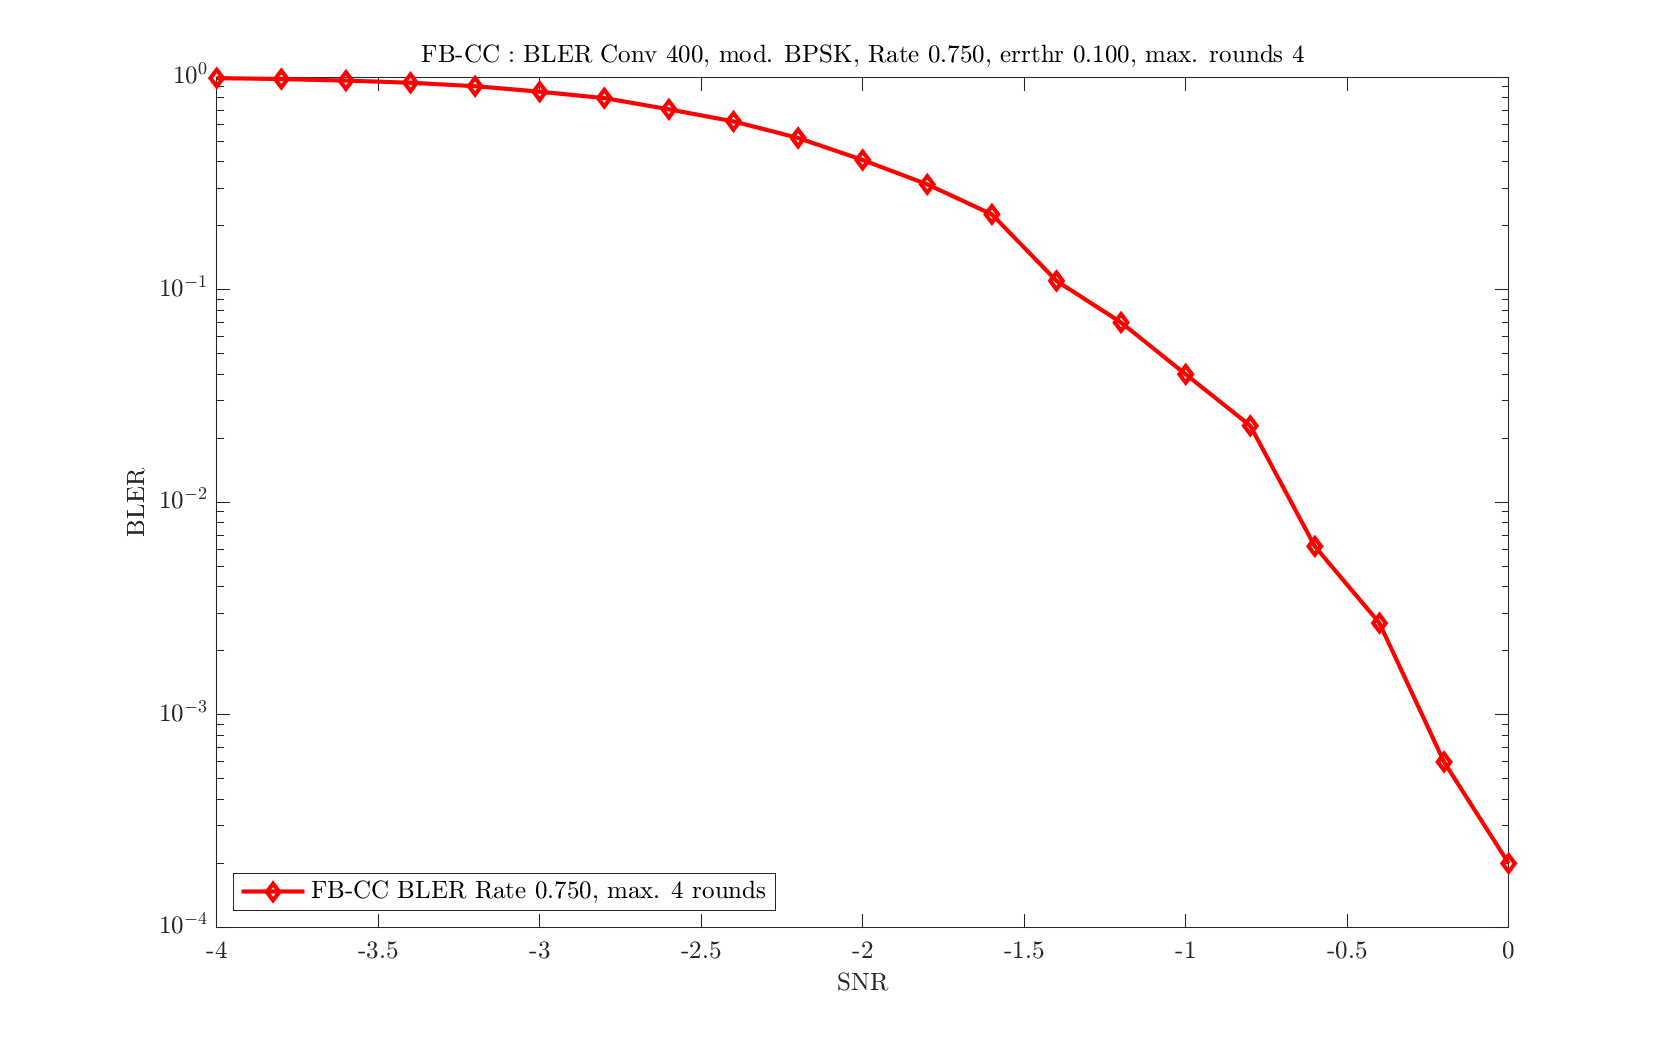 FB-CC : BLER Conv 400, mod. BPSK, Rate 0.750, errthr 0.100, max. rounds 4
10⁰
10⁻¹
10⁻²
10⁻³
10⁻⁴
BLER
FB-CC BLER Rate 0.750, max. 4 rounds
-4 -3.5 -3 -2.5 -2 -1.5 -1 -0.5 0
SNR